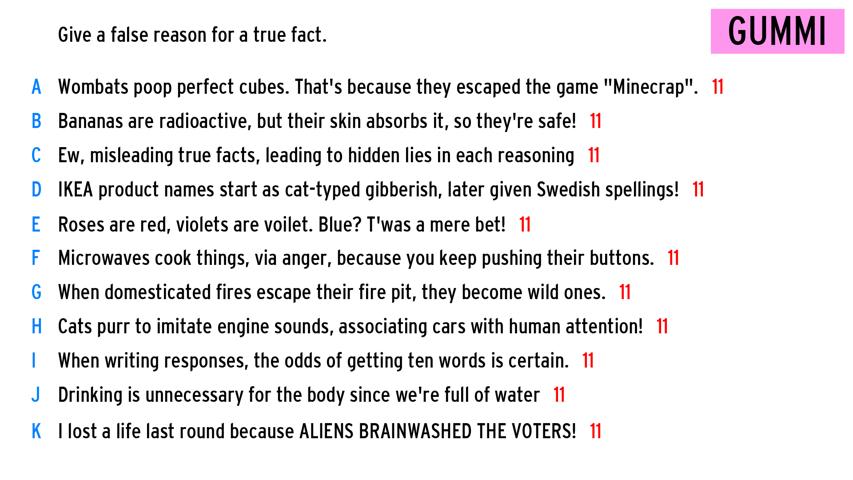 Give a false reason for a true fact.
GUMMI
A Wombats poop perfect cubes. That's because they escaped the game "Minecrap". 11
B Bananas are radioactive, but their skin absorbs it, so they're safe! 11
C Ew, misleading true facts, leading to hidden lies in each reasoning 11
D IKEA product names start as cat-typed gibberish, later given Swedish spellings! 11
E Roses are red, violets are voilet. Blue? T'was a mere bet! 11
F Microwaves cook things, via anger, because you keep pushing their buttons. 11
G When domesticated fires escape their fire pit, they become wild ones. 11
H Cats purr to imitate engine sounds, associating cars with human attention! 11
I When writing responses, the odds of getting ten words is certain. 11
J Drinking is unnecessary for the body since we're full of water 11
K I lost a life last round because ALIENS BRAINWASHED THE VOTERS! 11